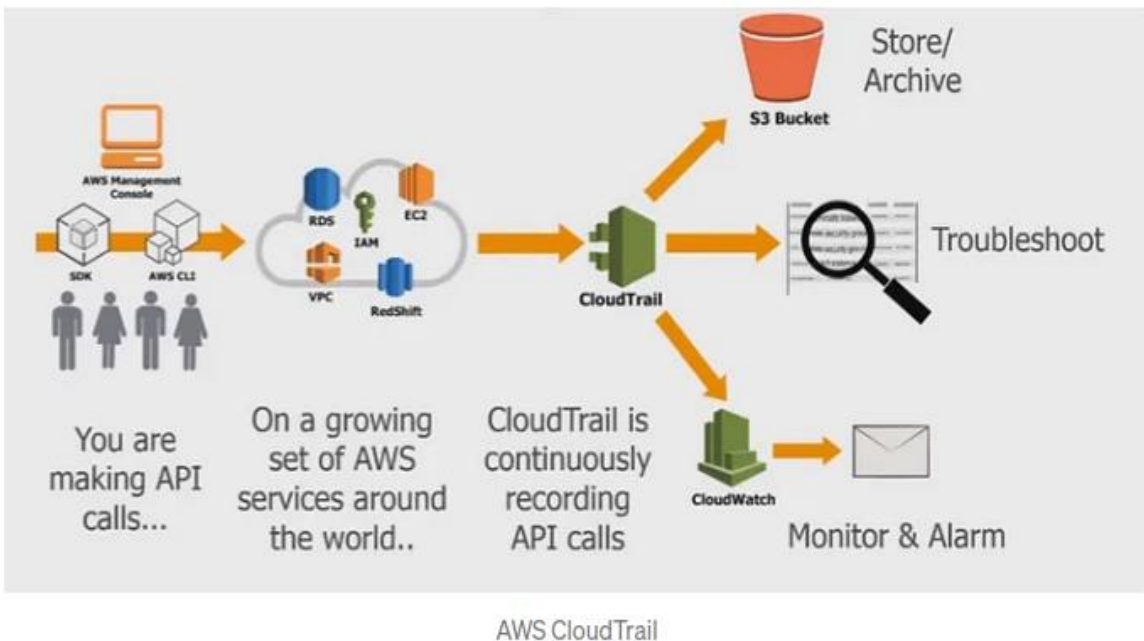 Store/
Archive
S3 Bucket
AWS Management
Console
SDK
AWS CLI
RDS
IAM
EC2
VPC
RedShift
CloudTrail
Troubleshoot
You are
making API
calls...
On a growing
set of AWS
services around
the world..
CloudTrail is
continuously
recording
API calls
CloudWatch
Monitor & Alarm
AWS CloudTrail